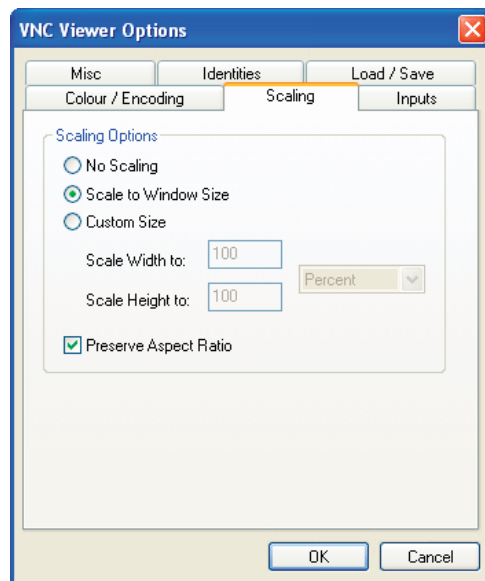 VNC Viewer Options
Misc Identities Load / Save
Colour / Encoding Scaling Inputs
Scaling Options
No Scaling
Scale to Window Size
Custom Size
Scale Width to: 100
Percent
Scale Height to: 100
Preserve Aspect Ratio
OK Cancel